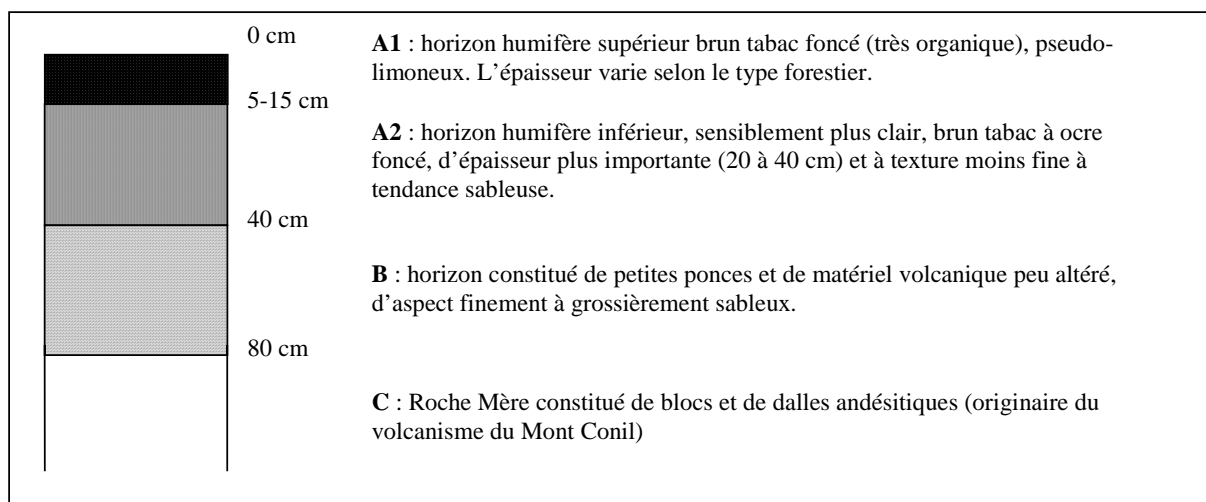 0 cm
A1 : horizon humifère supérieur brun tabac foncé (très organique), pseudo-
limoneux. L’épaisseur varie selon le type forestier.
5-15 cm
A2 : horizon humifère inférieur, sensiblement plus clair, brun tabac à ocre
foncé, d’épaisseur plus importante (20 à 40 cm) et à texture moins fine à
tendance sableuse.
40 cm
B : horizon constitué de petites ponces et de matériel volcanique peu altéré,
d’aspect finement à grossièrement sableux.
80 cm
C : Roche Mère constitué de blocs et de dalles andésitiques (originaire du
volcanisme du Mont Conil)